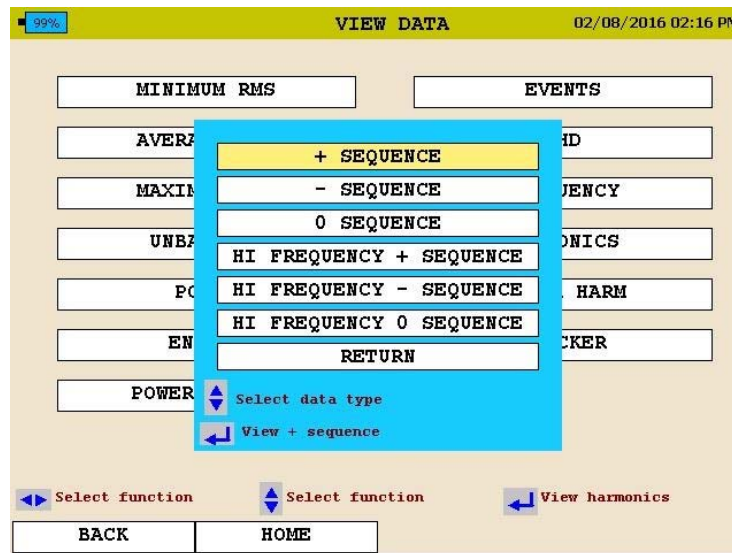 99%
VIEW DATA
02/08/2016 02:16 PM
MINIMUM RMS
EVENTS
+ SEQUENCE
- SEQUENCE
0 SEQUENCE
HI FREQUENCY + SEQUENCE
HI FREQUENCY - SEQUENCE
HI FREQUENCY 0 SEQUENCE
RETURN
POWER
HARM
Select data type
View + sequence
Select function
Select function
View harmonics
BACK
HOME